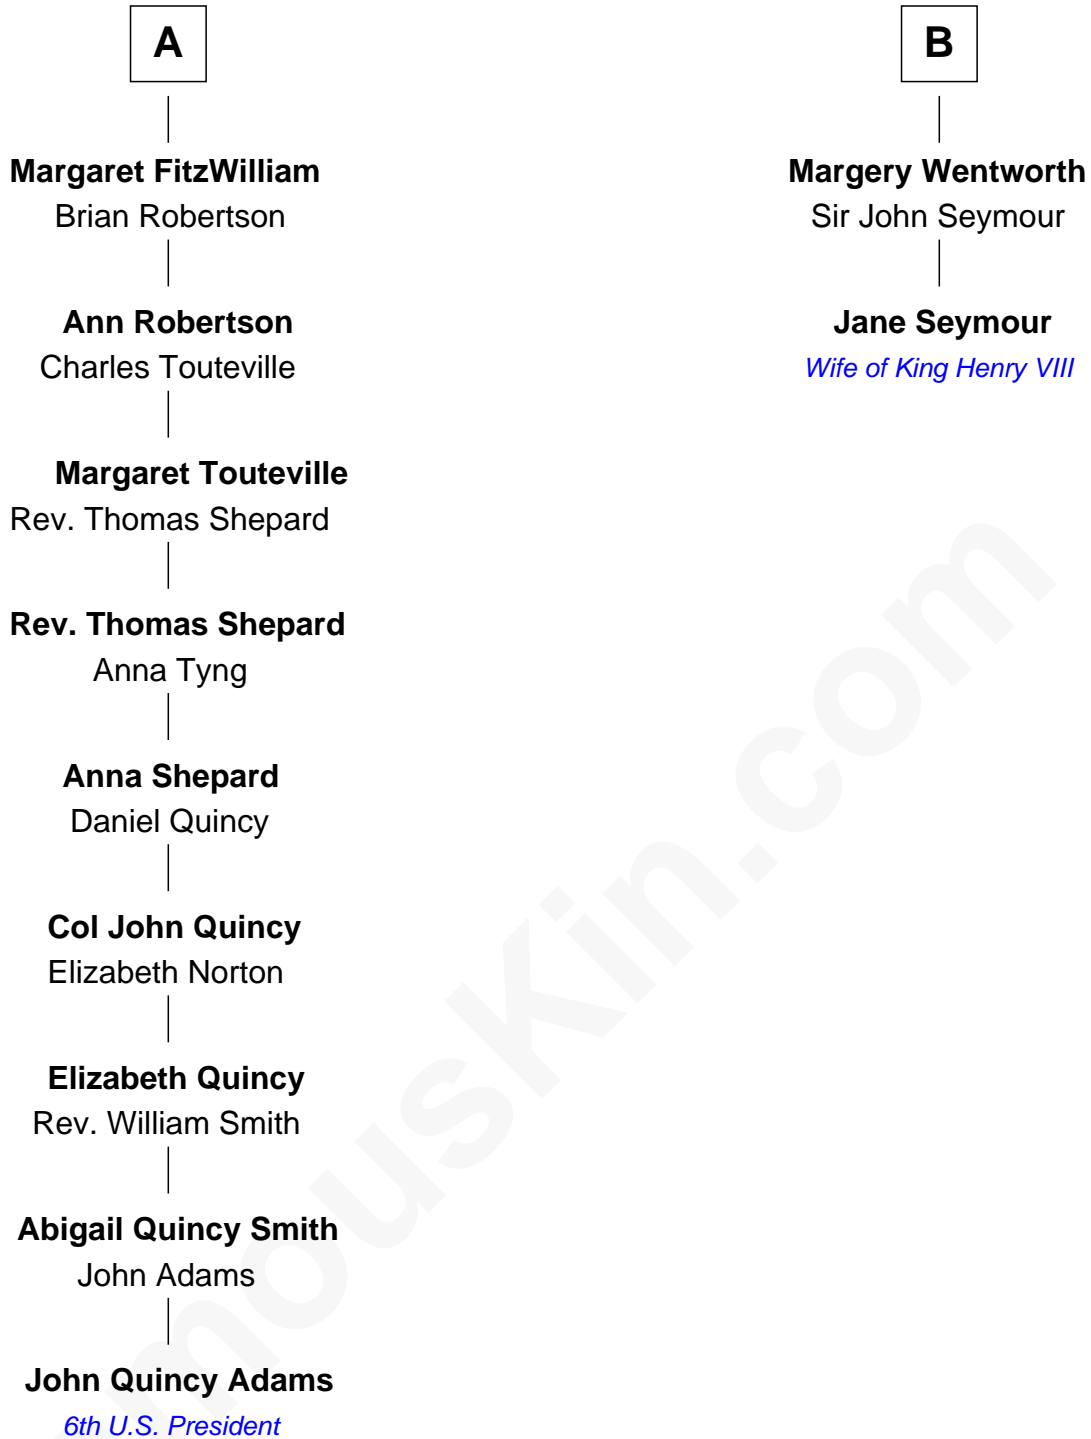 A
Margaret FitzWilliam
Brian Robertson
Ann Robertson
Charles Touteville
Margaret Touteville
Rev. Thomas Shepard
Rev. Thomas Shepard
Anna Tyng
Anna Shepard
Daniel Quincy
Col John Quincy
Elizabeth Norton
Elizabeth Quincy
Rev. William Smith
Abigail Quincy Smith
John Adams
John Quincy Adams
6th U.S. President
B
Margery Wentworth
Sir John Seymour
Jane Seymour
Wife of King Henry VIII
mousKin.com